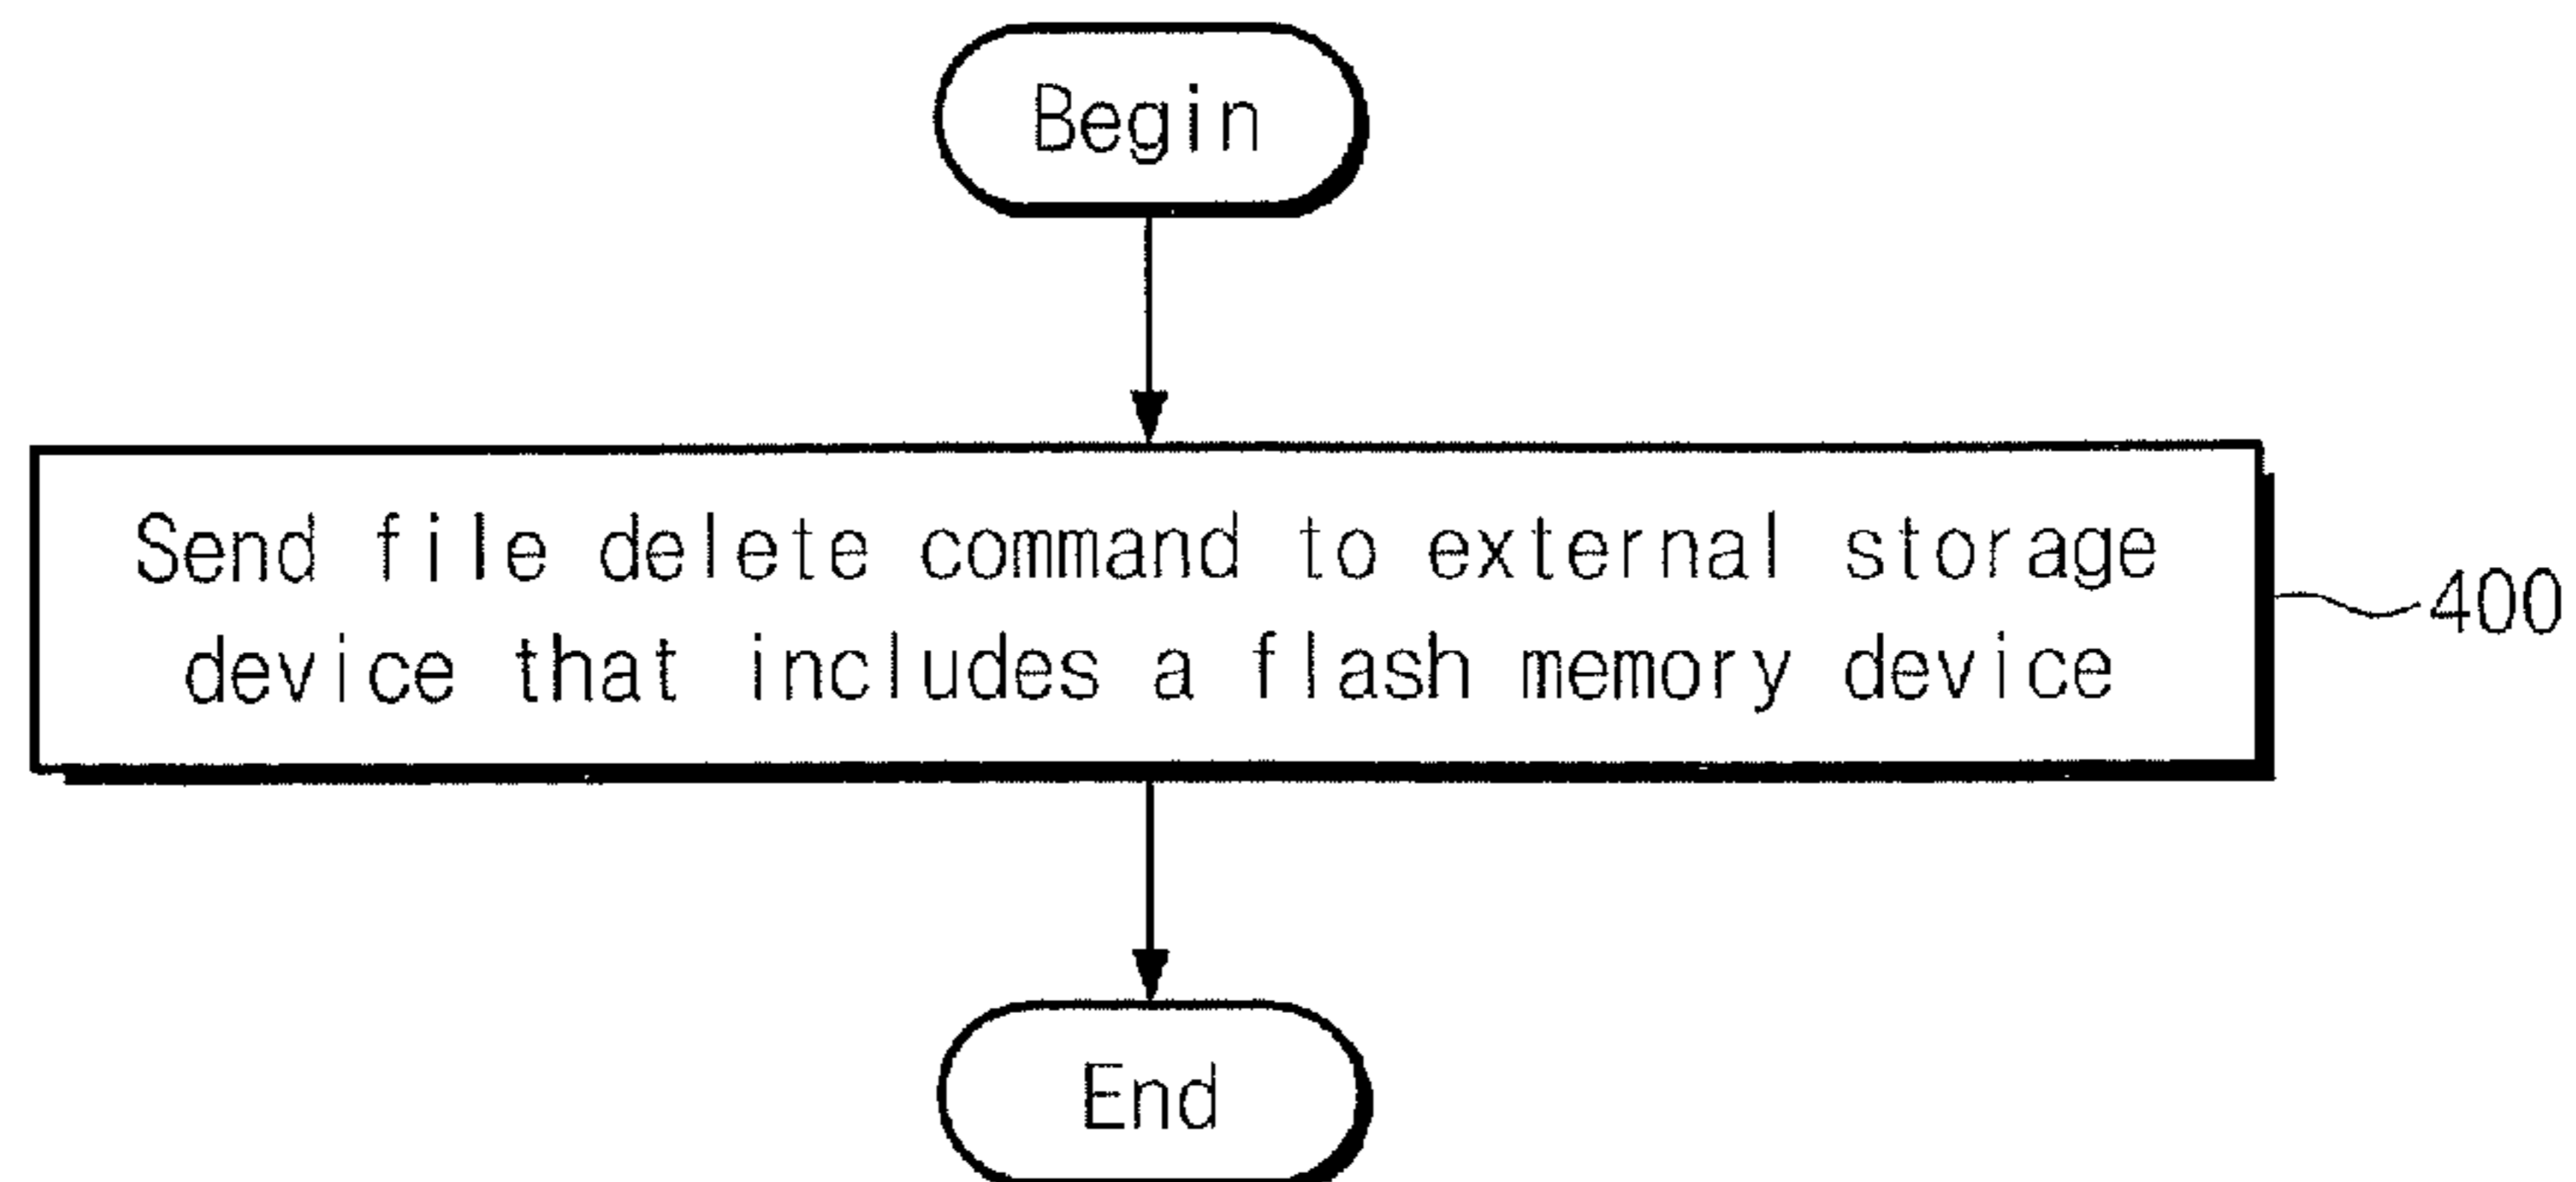 Begin
Send file delete command to external storage
device that includes a flash memory device
400
End